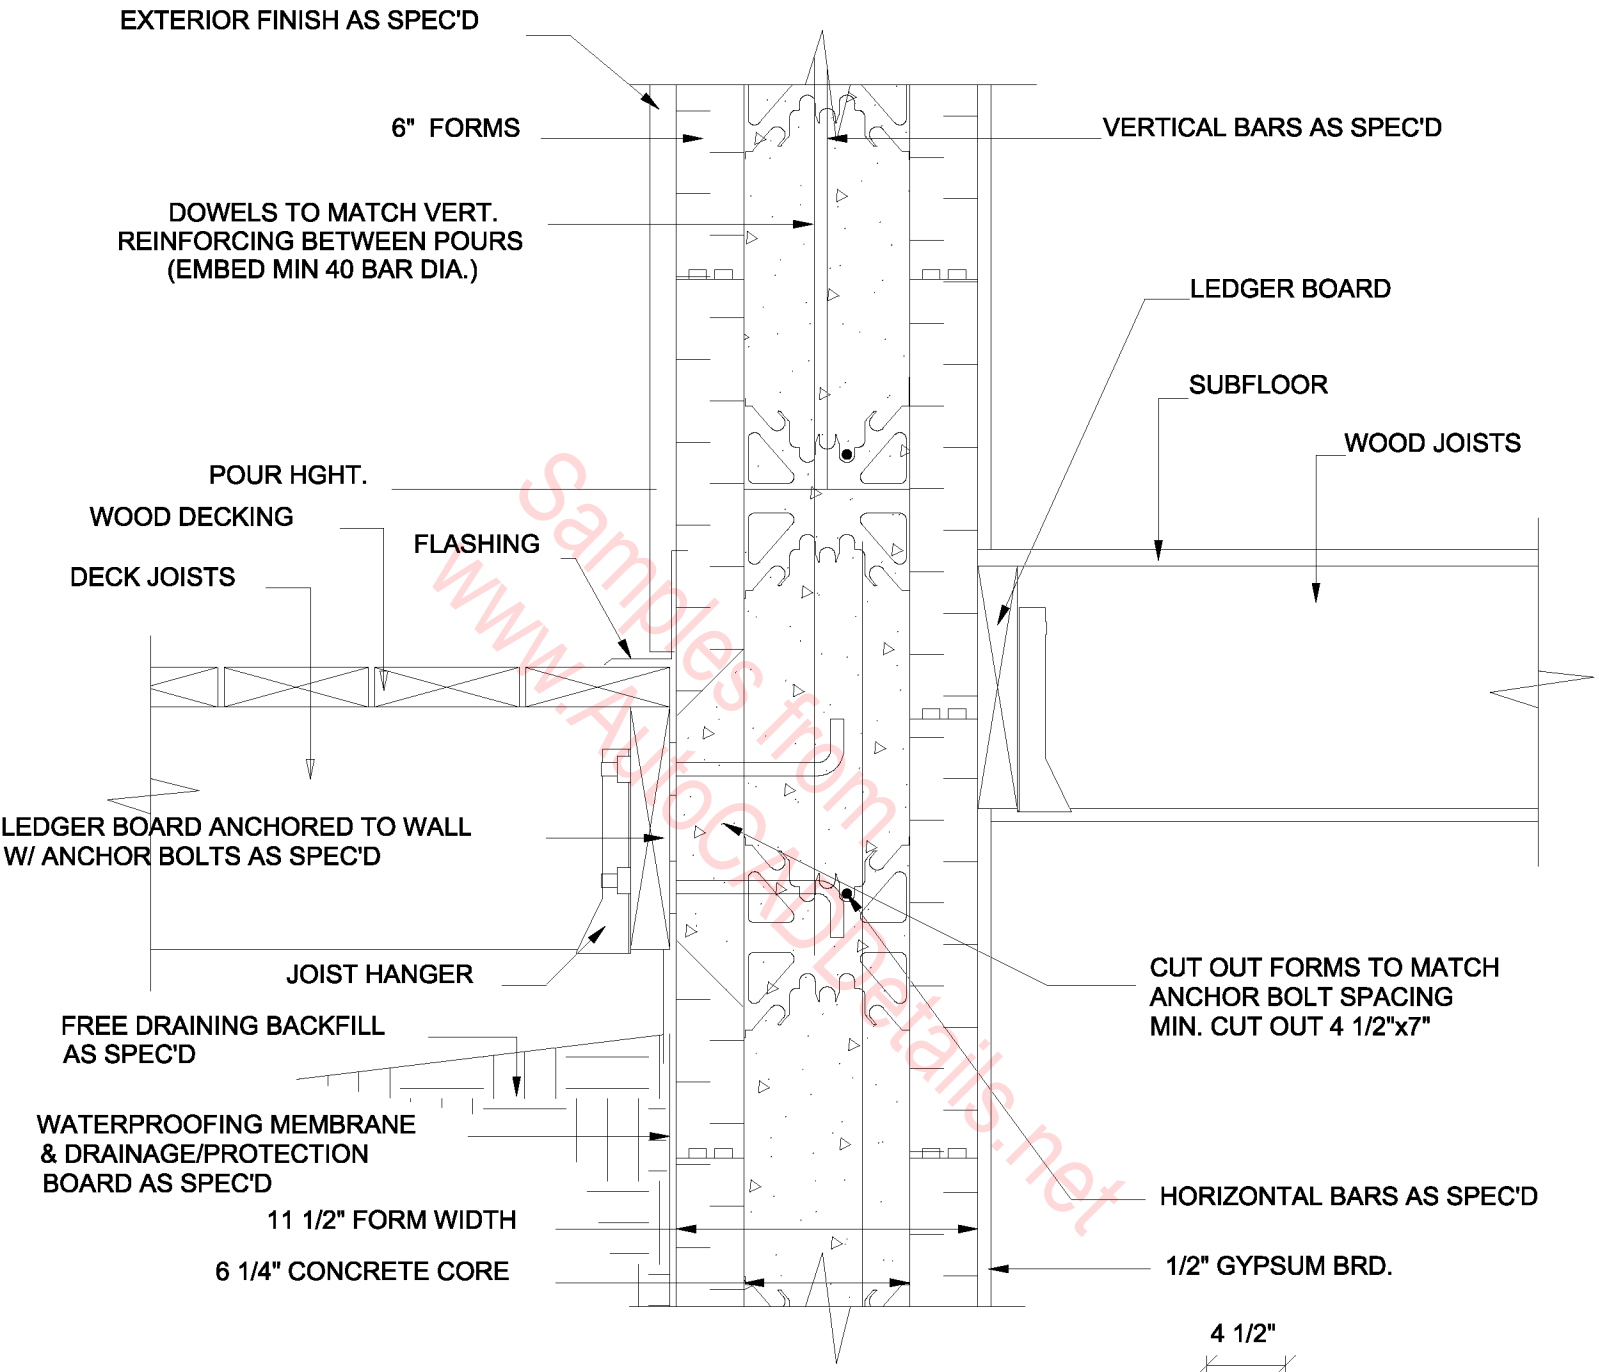 EXTERIOR FINISH AS SPEC'D
6" FORMS
VERTICAL BARS AS SPEC'D
DOWELS TO MATCH VERT.
REINFORCING BETWEEN POURS
(EMBED MIN 40 BAR DIA.)
LEDGER BOARD
SUBFLOOR
WOOD JOISTS
POUR HGHT.
WOOD DECKING
FLASHING
DECK JOISTS
LEDGER BOARD ANCHORED TO WALL
W/ ANCHOR BOLTS AS SPEC'D
JOIST HANGER
CUT OUT FORMS TO MATCH
ANCHOR BOLT SPACING
MIN. CUT OUT 4 1/2"x7"
FREE DRAINING BACKFILL
AS SPEC'D
WATERPROOFING MEMBRANE
& DRAINAGE/PROTECTION
BOARD AS SPEC'D
HORIZONTAL BARS AS SPEC'D
11 1/2" FORM WIDTH
6 1/4" CONCRETE CORE
1/2" GYPSUM BRD.
4 1/2"
Samples from
www.AutoCADDetails.net